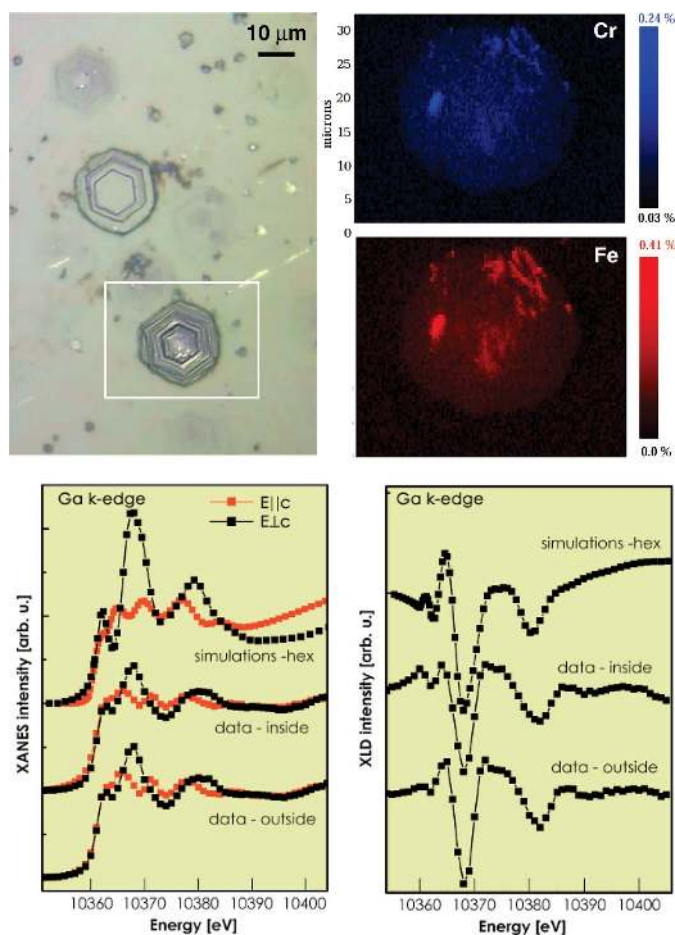 10 μm
30
25
20
15
10
5
0
microns
Cr
0.24 %
0.03 %
Fe
0.41 %
0.0 %
Ga k-edge
E||c
E⊥c
simulations -hex
data - inside
data - outside
XANES intensity [arb. u.]
10360 10370 10380 10390 10400
Energy [eV]
Ga K-edge
simulations -hex
data - inside
data - outside
XLD intensity [arb. u.]
10360 10370 10380 10390 10400
Energy [eV]